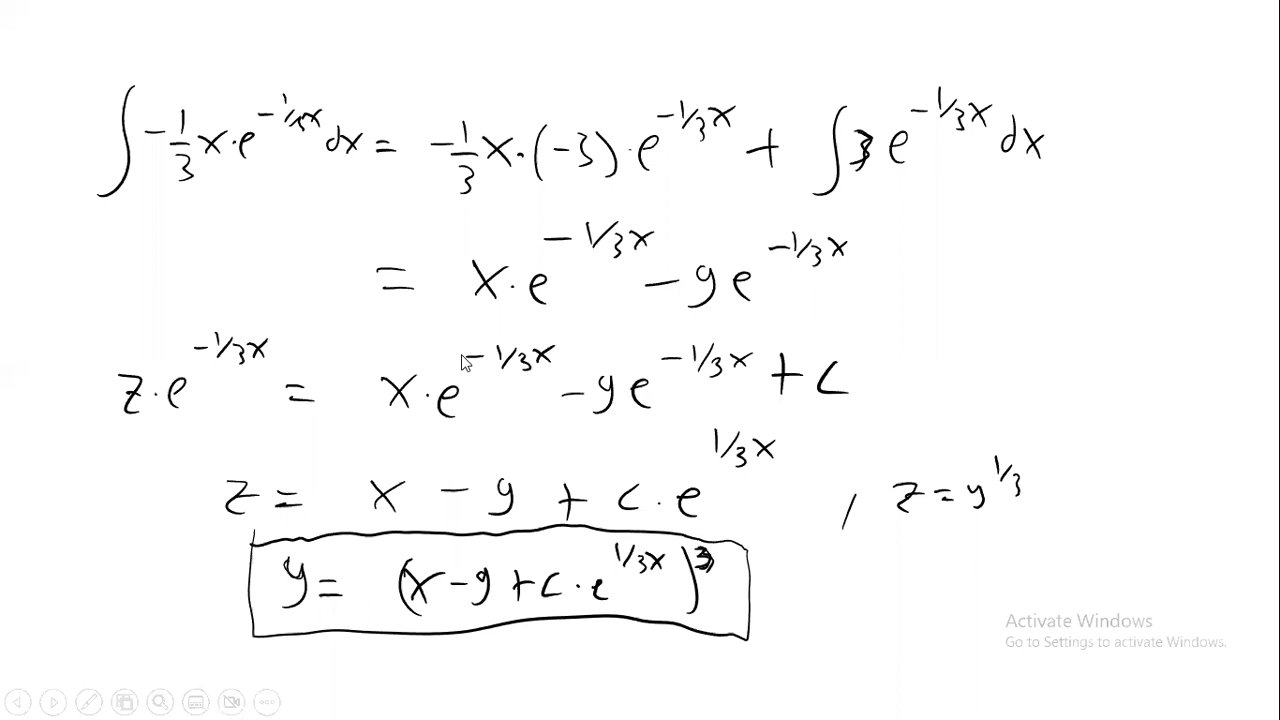 ∫ -1/3 x·e^(-1/3x) dx = -1/3 x·(-3)·e^(-1/3x) + ∫ 3 e^(-1/3x) dx
= x·e^(-1/3x) - 9e^(-1/3x)
z·e^(-1/3x) = x·e^(-1/3x) - 9e^(-1/3x) + c
z = x - 9 + c·e^(1/3x) , z = y^(1/3)
y = (x - 9 + c·e^(1/3x))^3
Activate Windows
Go to Settings to activate Windows.